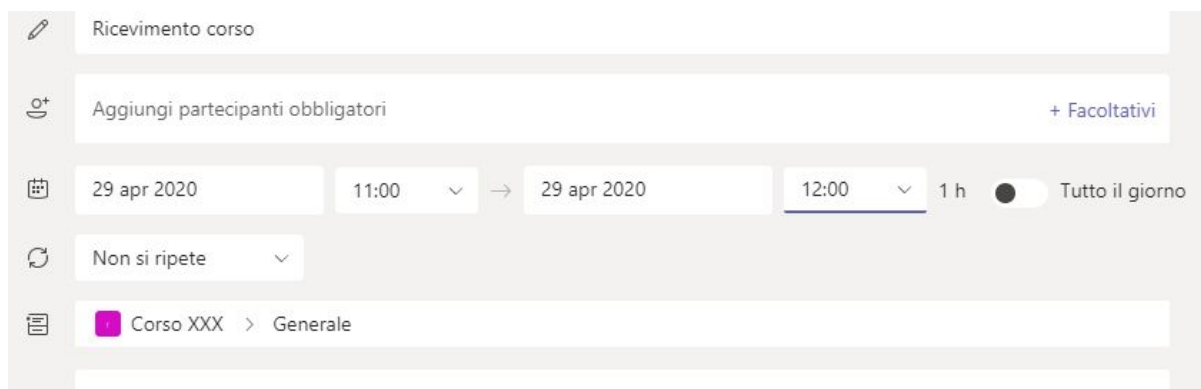 Ricevimento corso
Aggiungi partecipanti obbligatori + Facoltativi
29 apr 2020 11:00 → 29 apr 2020 12:00 1 h Tutto il giorno
Non si ripete
Corso XXX > Generale